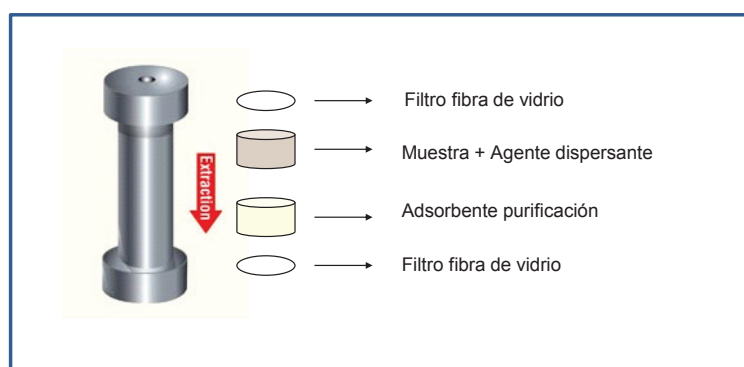 Filtro fibra de vidrio
Muestra + Agente dispersante
Extraction
Adsorbente purificación
Filtro fibra de vidrio